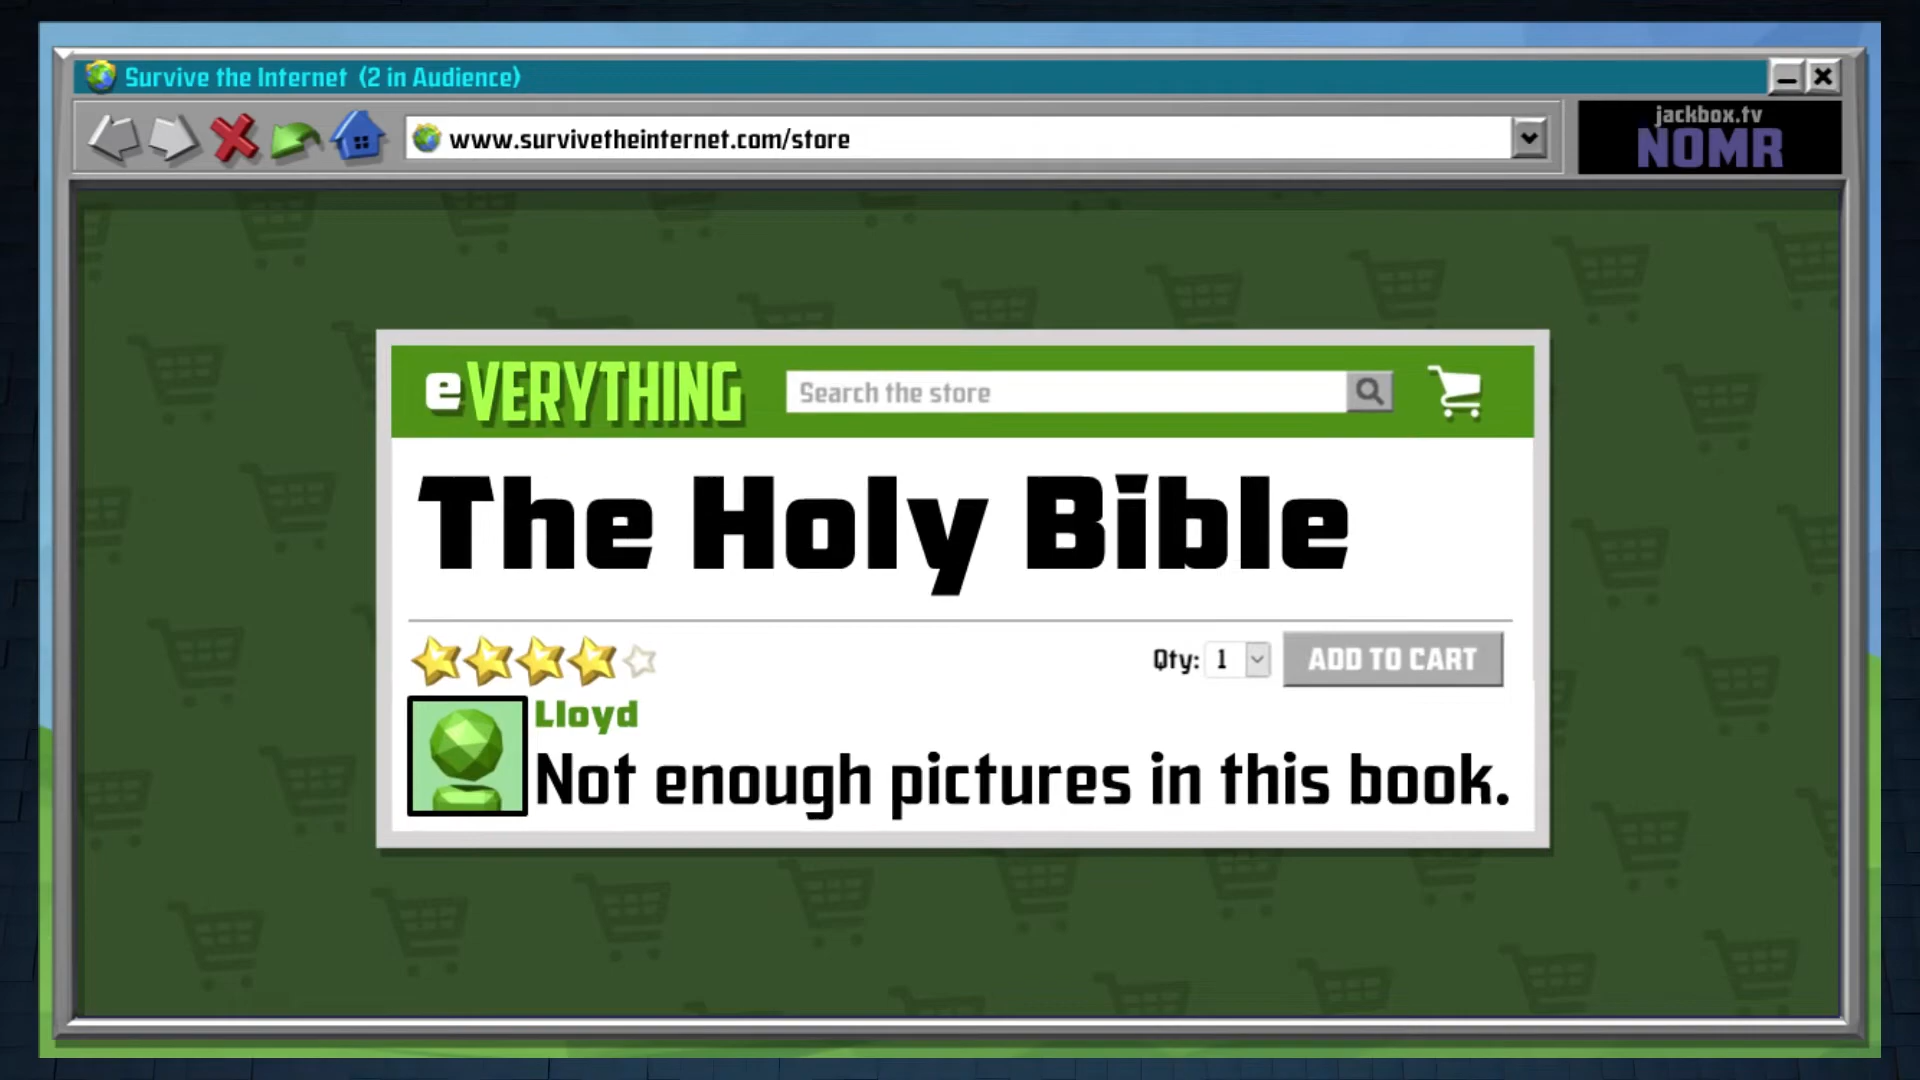 Survive the Internet (2 in Audience)
www.survivetheinternet.com/store
jackbox.tv
NOMR
eVERYTHING
Search the store
The Holy Bible
Qty: 1
ADD TO CART
Lloyd
Not enough pictures in this book.